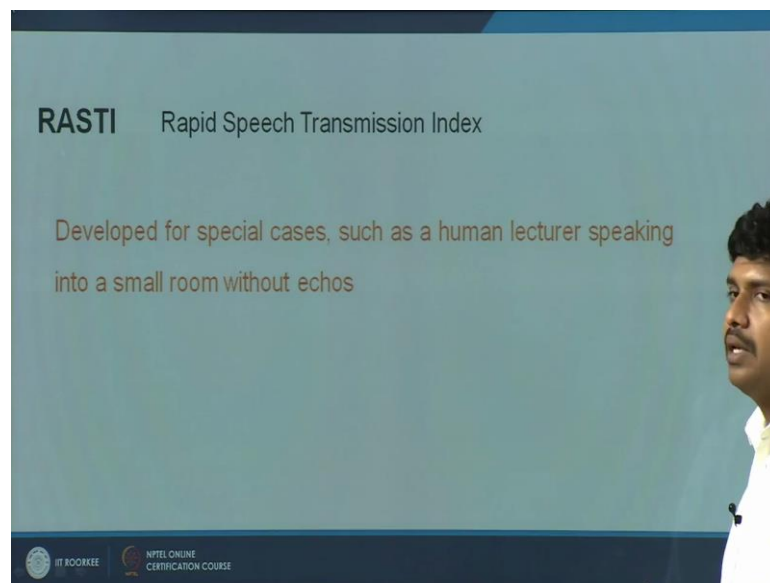 RASTI Rapid Speech Transmission Index
Developed for special cases, such as a human lecturer speaking
into a small room without echos
IIT ROORKEE
NPTEL ONLINE
CERTIFICATION COURSE